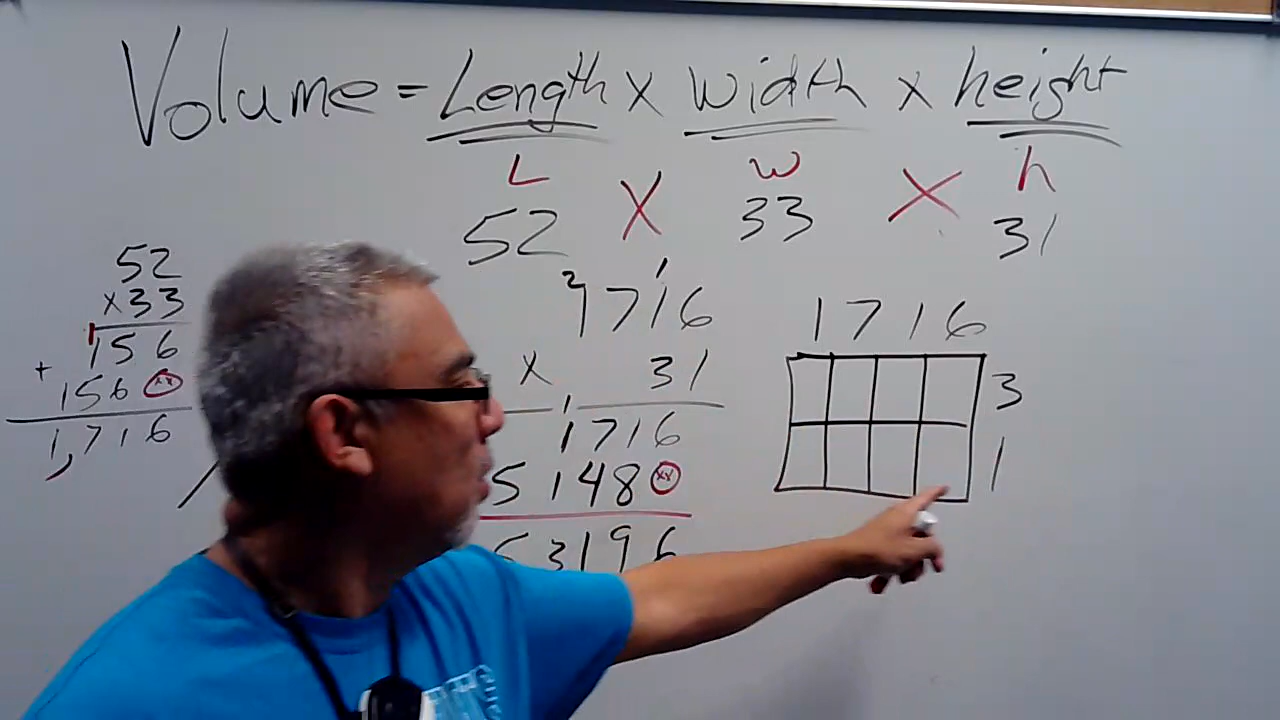 Volume = Length x width x height
L X w X h
52 33 31
52
x33
156
+ 156 xx
1,716
2 1
1716
x 31
1
1716
5148 xx
53196
1716
3
1